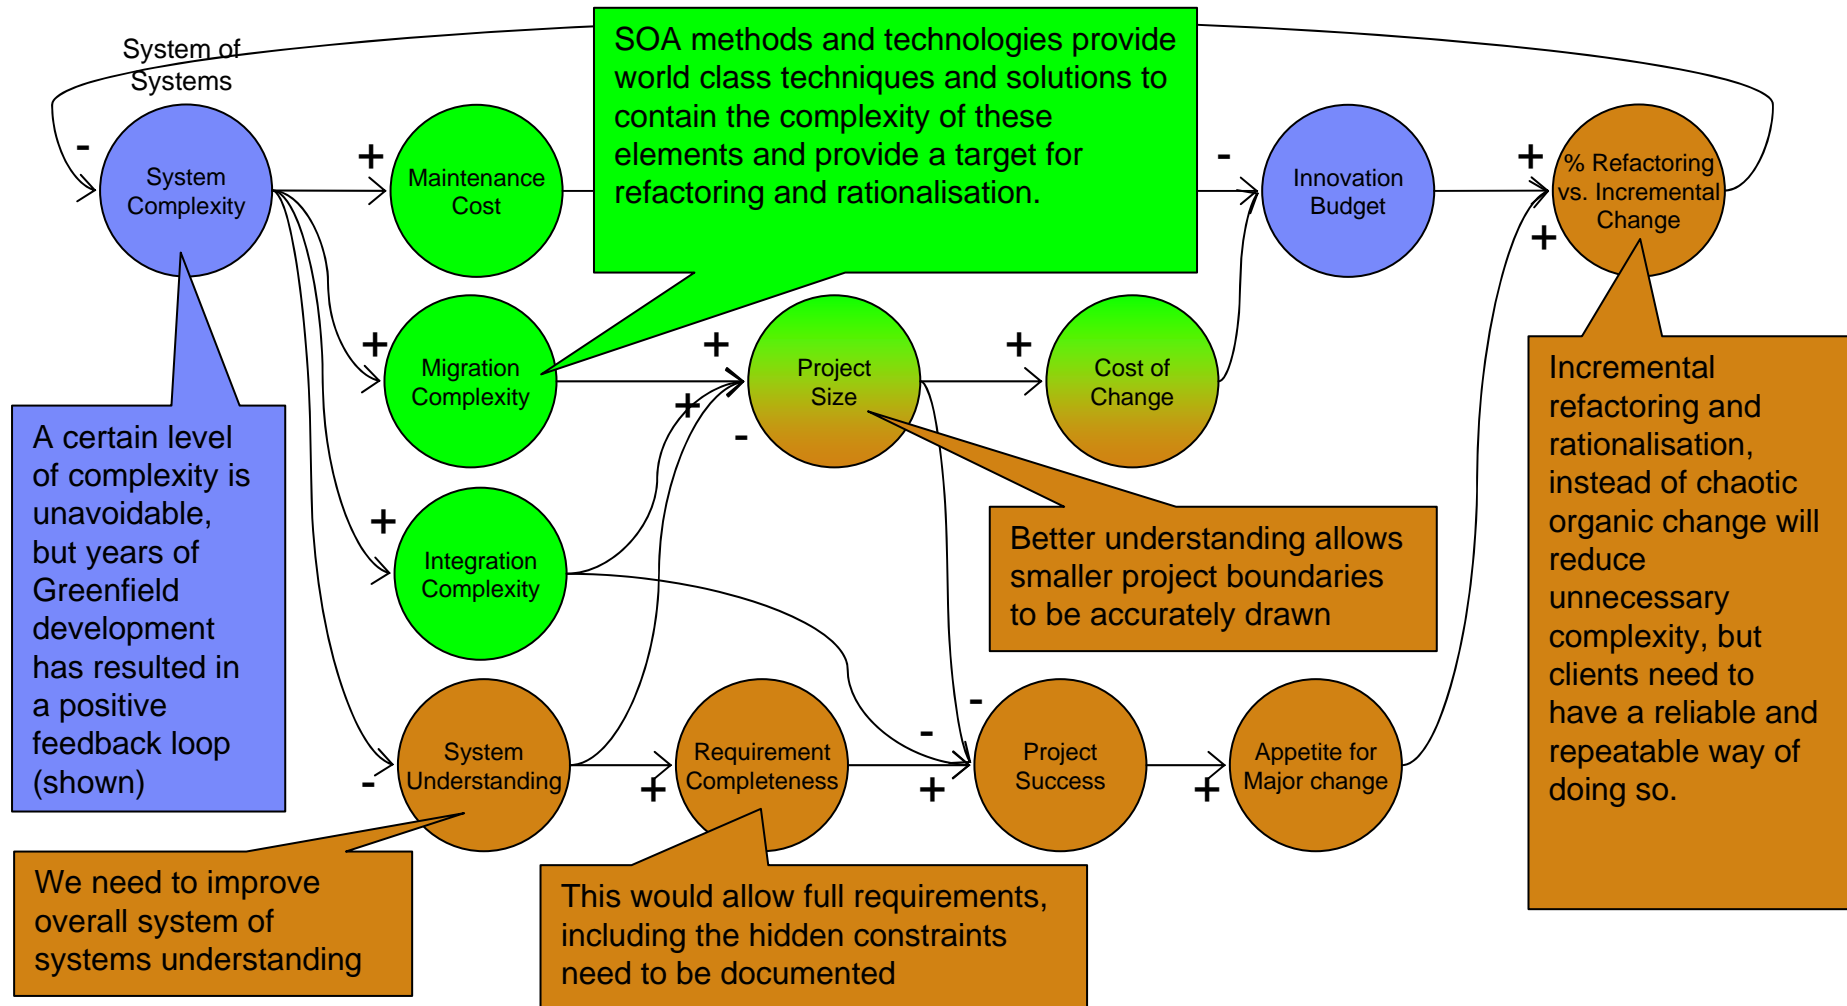 System of
Systems
SOA methods and technologies provide
world class techniques and solutions to
contain the complexity of these
elements and provide a target for
refactoring and rationalisation.
-
System
Complexity
+
Maintenance
Cost
-
Innovation
Budget
+
+
% Refactoring
vs. Incremental
Change
+
Migration
Complexity
+
+
-
Project
Size
+
Cost of
Change
A certain level
of complexity is
unavoidable,
but years of
Greenfield
development
has resulted in
a positive
feedback loop
(shown)
+
Integration
Complexity
Better understanding allows
smaller project boundaries
to be accurately drawn
Incremental
refactoring and
rationalisation,
instead of chaotic
organic change will
reduce
unnecessary
complexity, but
clients need to
have a reliable and
repeatable way of
doing so.
-
System
Understanding
+
Requirement
Completeness
-
-
+
Project
Success
+
Appetite for
Major change
We need to improve
overall system of
systems understanding
This would allow full requirements,
including the hidden constraints
need to be documented